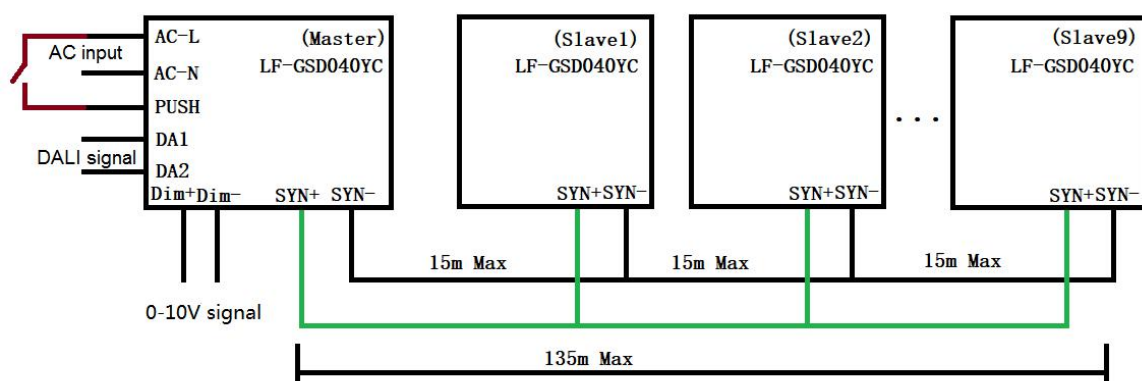 AC-L
AC input
AC-N
PUSH
DA1
DALI signal
DA2
Dim+ Dim-
SYN+ SYN-
(Master)
LF-GSD040YC
(Slave1)
LF-GSD040YC
SYN+SYN-
(Slave2)
LF-GSD040YC
SYN+SYN-
...
(Slave9)
LF-GSD040YC
SYN+SYN-
15m Max
15m Max
15m Max
0-10V signal
135m Max